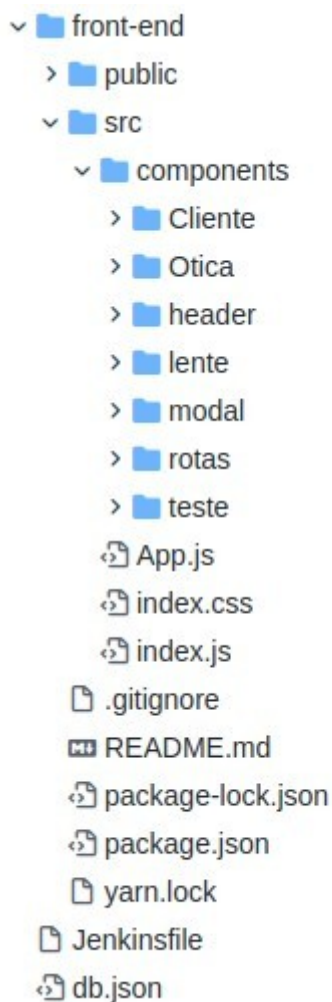 front-end
public
src
components
Cliente
Otica
header
lente
modal
rotas
teste
App.js
index.css
index.js
.gitignore
README.md
package-lock.json
package.json
yarn.lock
Jenkinsfile
db.json